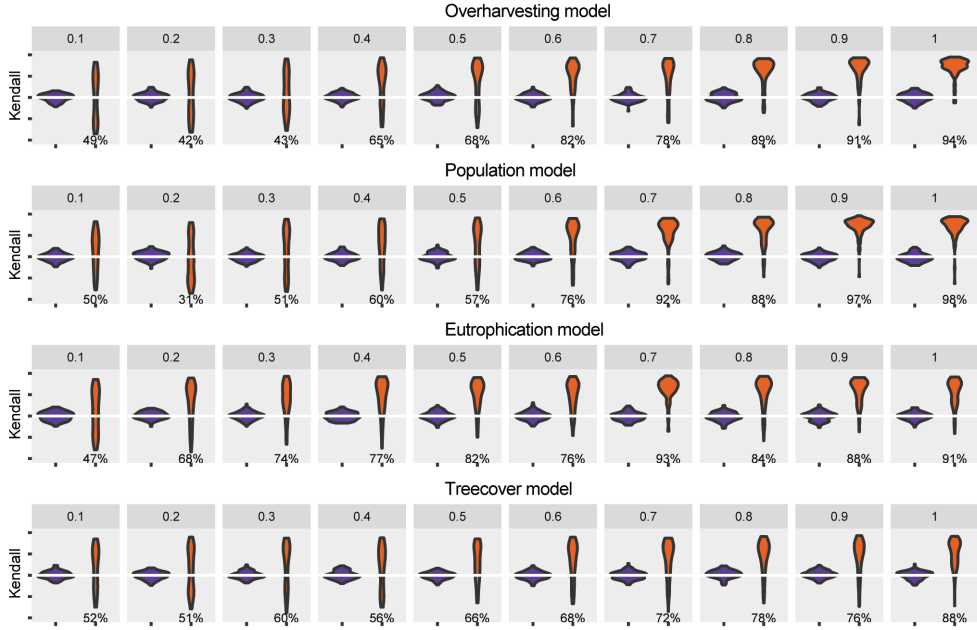 Overharvesting model
0.1 0.2 0.3 0.4 0.5 0.6 0.7 0.8 0.9 1
Kendall
49% 42% 43% 65% 68% 82% 78% 89% 91% 94%
Population model
0.1 0.2 0.3 0.4 0.5 0.6 0.7 0.8 0.9 1
Kendall
50% 31% 51% 60% 57% 76% 92% 88% 97% 98%
Eutrophication model
0.1 0.2 0.3 0.4 0.5 0.6 0.7 0.8 0.9 1
Kendall
47% 68% 74% 77% 82% 76% 93% 84% 88% 91%
Treecover model
0.1 0.2 0.3 0.4 0.5 0.6 0.7 0.8 0.9 1
Kendall
52% 51% 60% 56% 66% 68% 72% 78% 76% 88%